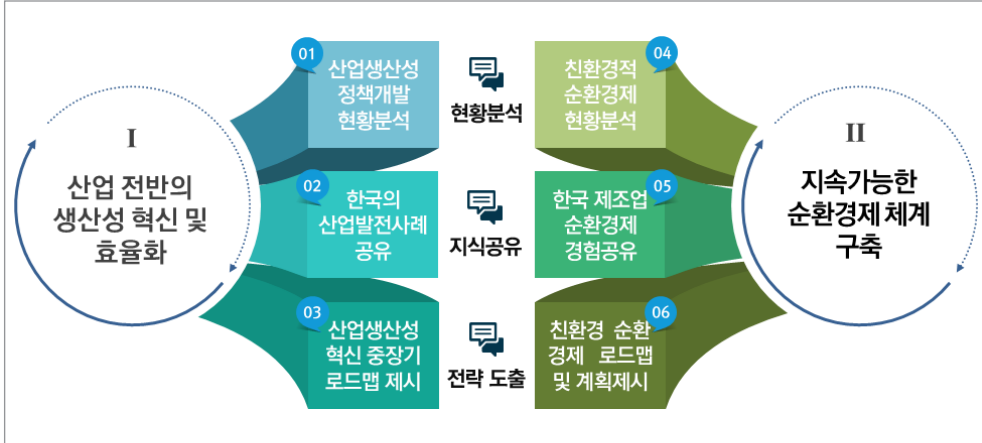 I
산업 전반의
생산성 혁신 및
효율화
01
산업생산성
정책개발
현황분석
02
한국의
산업발전사례
공유
03
산업생산성
혁신 중장기
로드맵 제시
현황분석
지식공유
전략 도출
04
친환경적
순환경제
현황분석
05
한국 제조업
순환경제
경험공유
06
친환경 순환
경제 로드맵
및 계획제시
II
지속가능한
순환경제 체계
구축